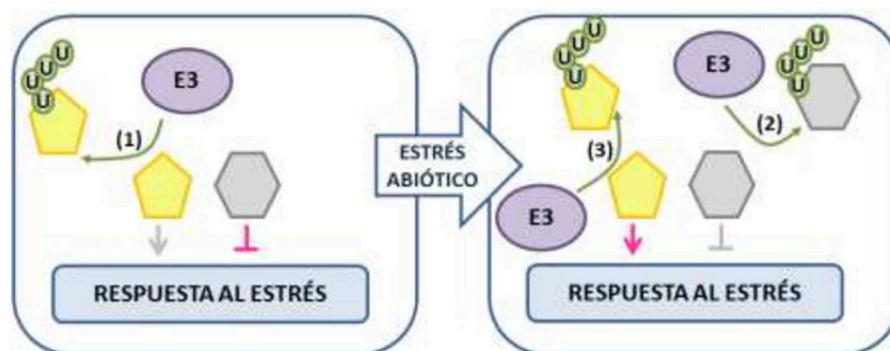 U U U U
E3
(1)
RESPUESTA AL ESTRÉS
ESTRÉS
ABIÓTICO
U U U U
E3
U U U U
(2)
(3)
E3
RESPUESTA AL ESTRÉS